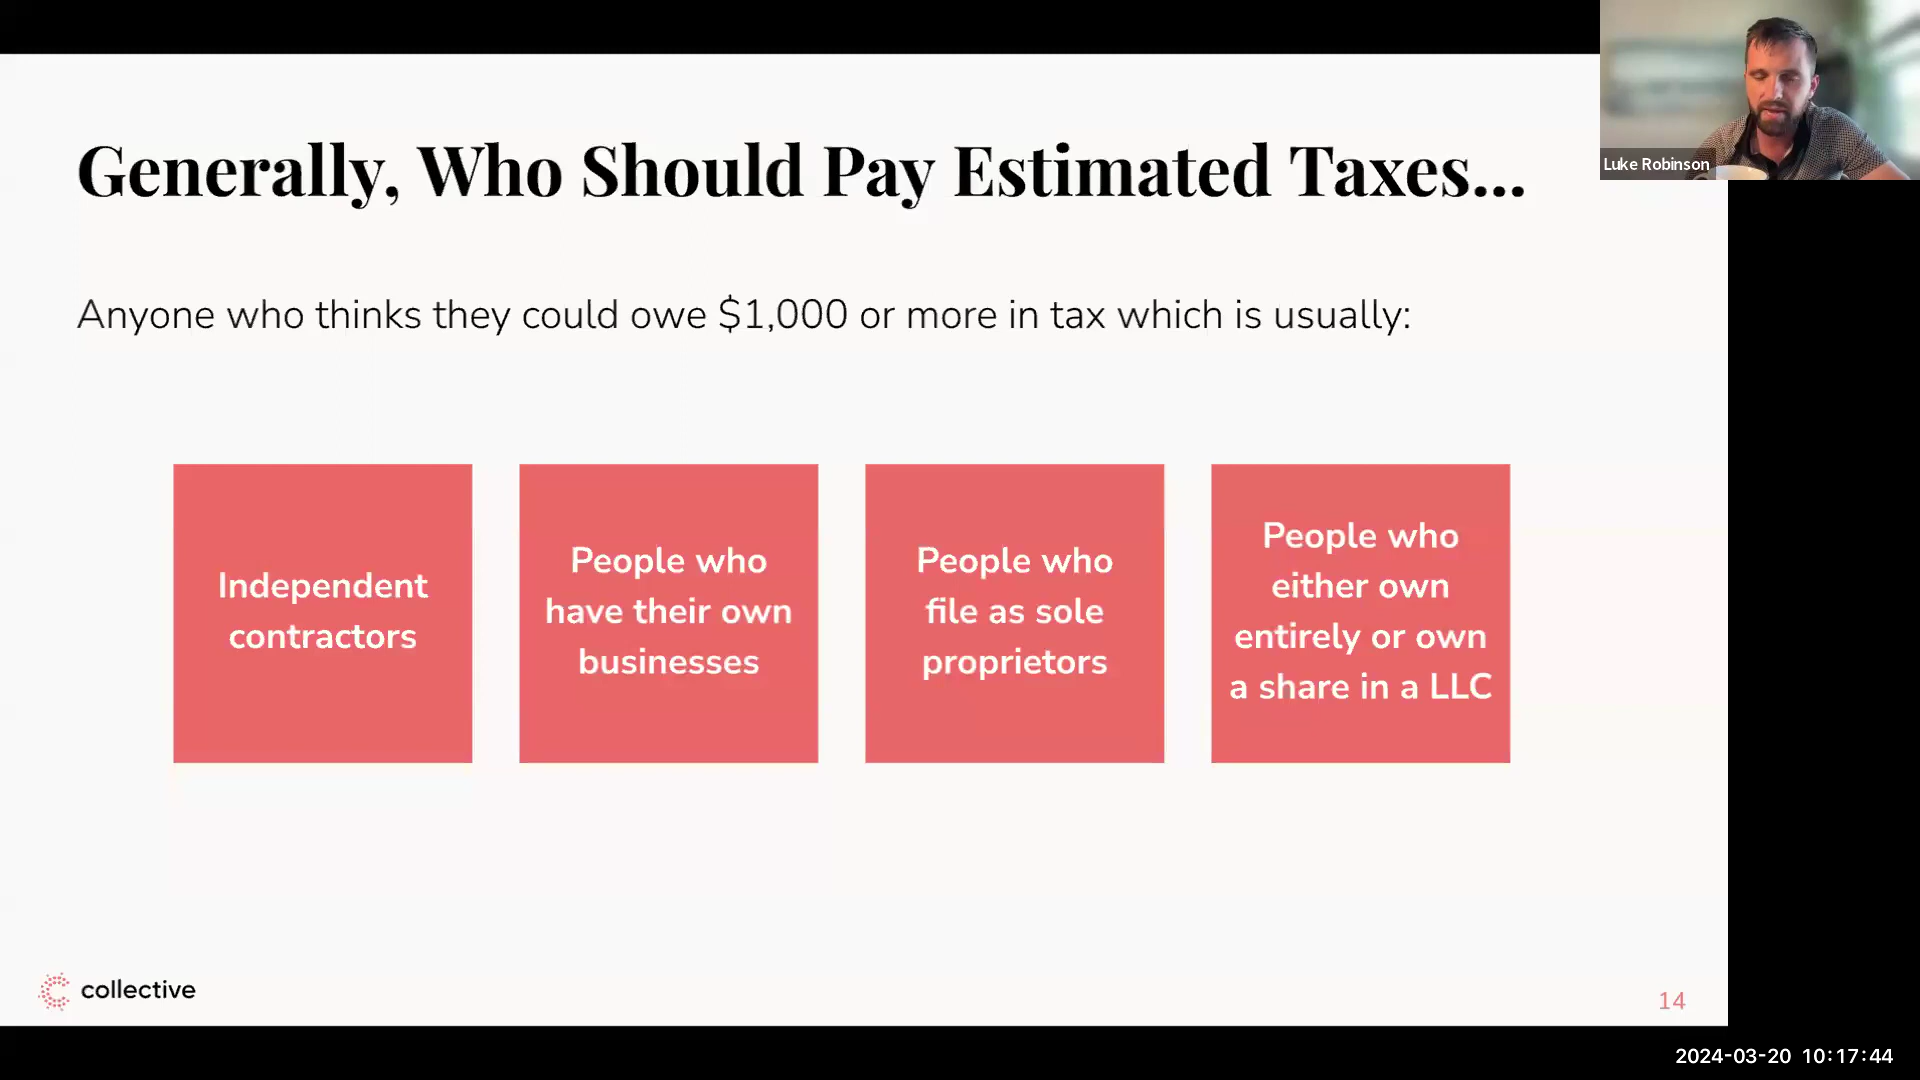 Generally, Who Should Pay Estimated Taxes...
Luke Robinson
Anyone who thinks they could owe $1,000 or more in tax which is usually:
Independent
contractors
People who
have their own
businesses
People who
file as sole
proprietors
People who
either own
entirely or own
a share in a LLC
collective
14
2024-03-20 10:17:44